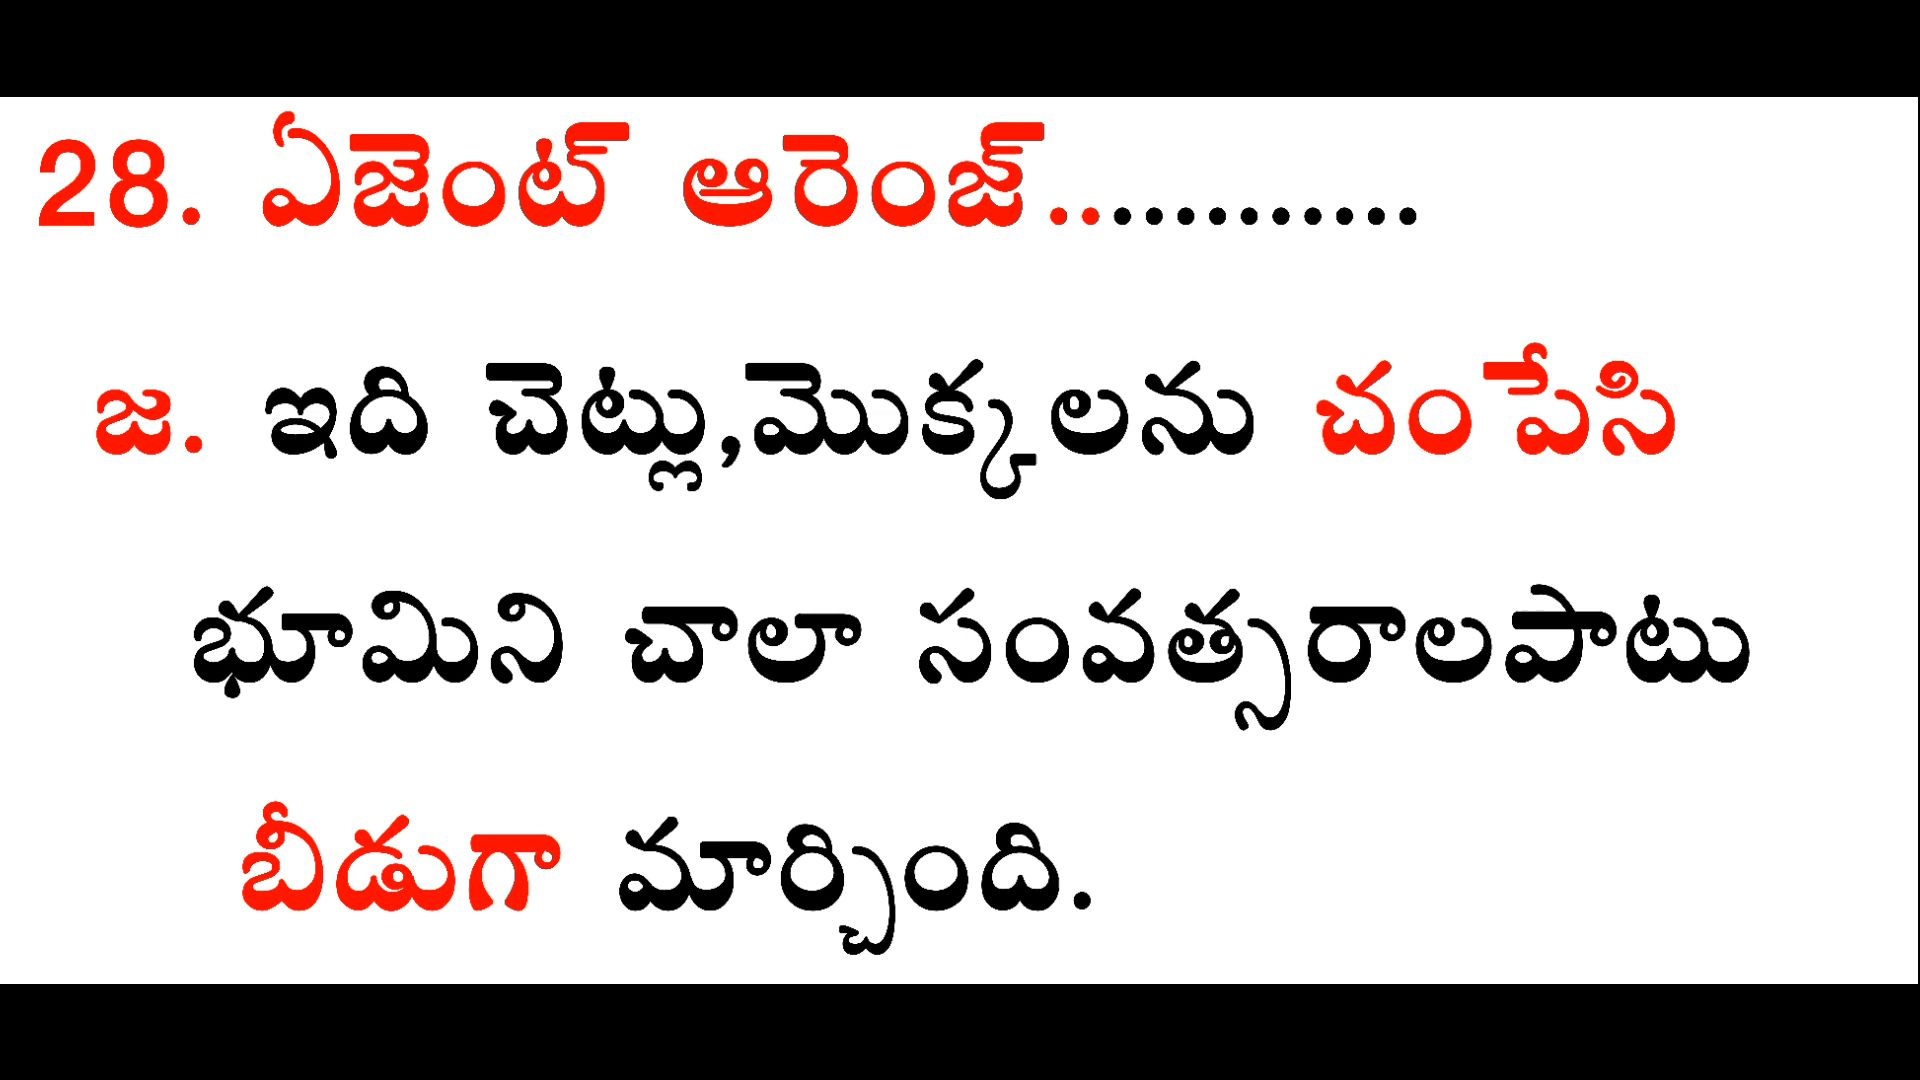 28. ఏజెంట్ ఆరెంజ్............
జ. ఇది చెట్లు,మొక్కలను చంపేసి
భూమిని చాలా సంవత్సరాలపాటు
బీడుగా మార్చింది.